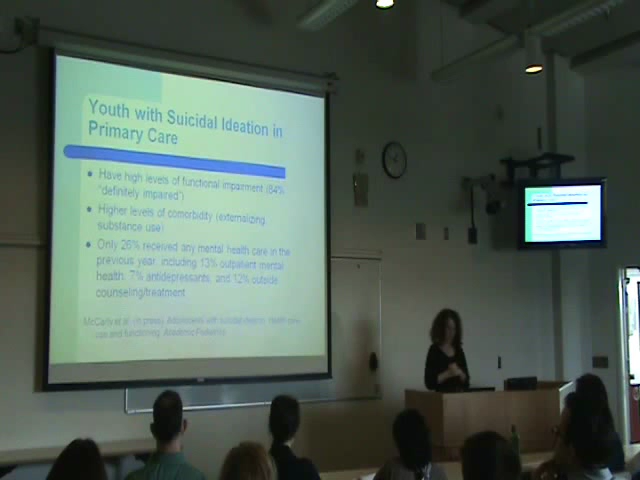 Youth with Suicidal Ideation in
Primary Care
Have high levels of functional impairment (84%
"definitely impaired")
Higher levels of comorbidity (externalizing,
substance use)
Only 26% received any mental health care in the
previous year, including 13% outpatient mental
health, 7% antidepressants, and 12% outside
counseling/treatment
et al. (in press). Adolescents with suicidal ideation: Health care
use and functioning. Academic Pediatrics